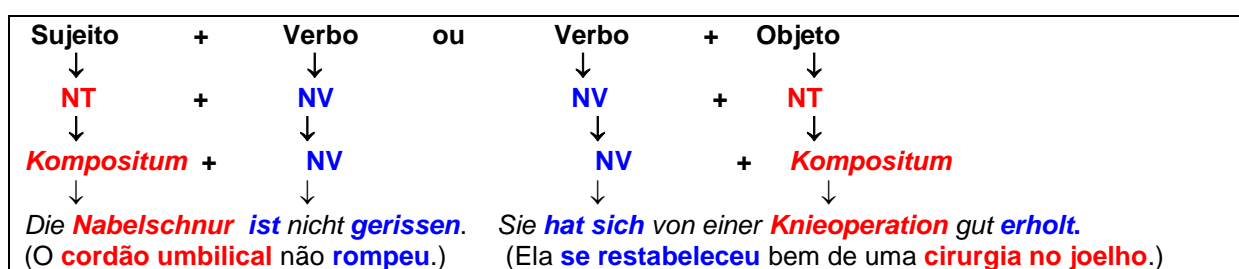 Sujeito + Verbo ou Verbo + Objeto
↓ ↓ ↓ ↓
NT + NV NV + NT
↓ ↓ ↓ ↓
Kompositum + NV NV + Kompositum
↓ ↓ ↓ ↓
Die Nabelschnur ist nicht gerissen. Sie hat sich von einer Knieoperation gut erholt.
(O cordão umbilical não rompeu.) (Ela se restabeleceu bem de uma cirurgia no joelho.)